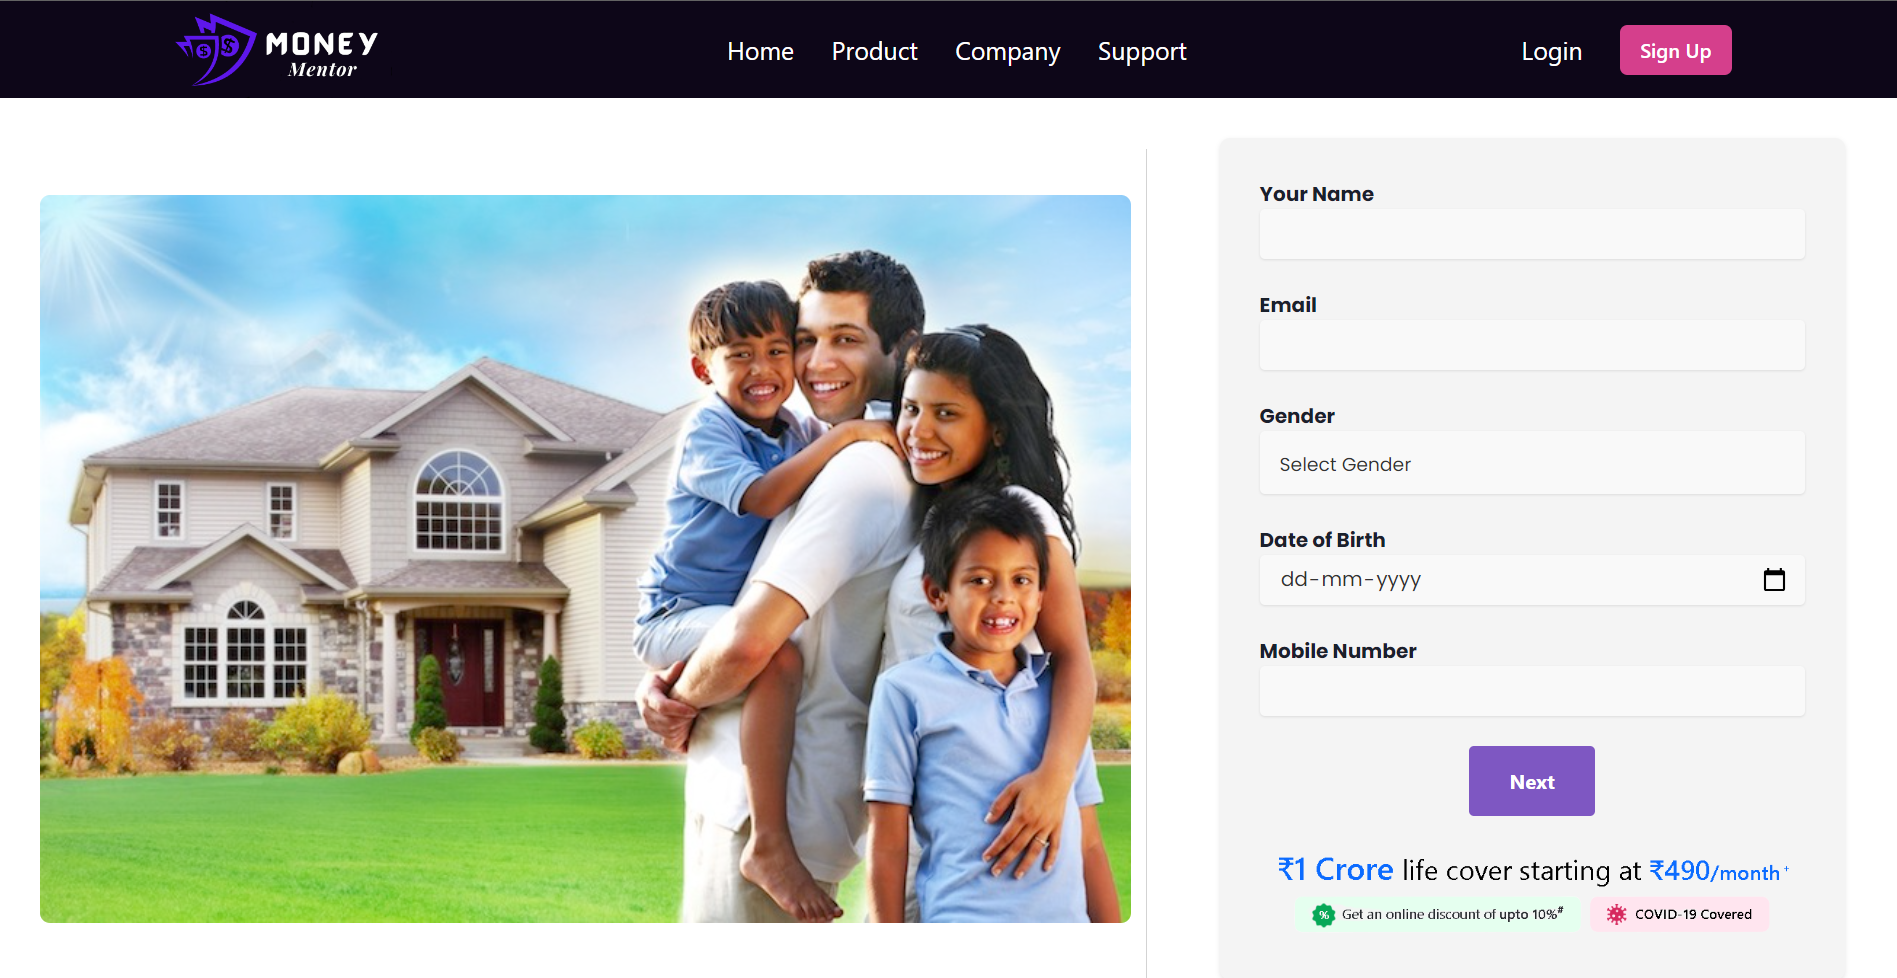 MONEY
Mentor
Home Product Company Support
Login
Sign Up
Your Name
Email
Gender
Select Gender
Date of Birth
dd-mm-yyyy
Mobile Number
Next
₹1 Crore life cover starting at ₹490/month +
% Get an online discount of upto 10%#
COVID-19 Covered